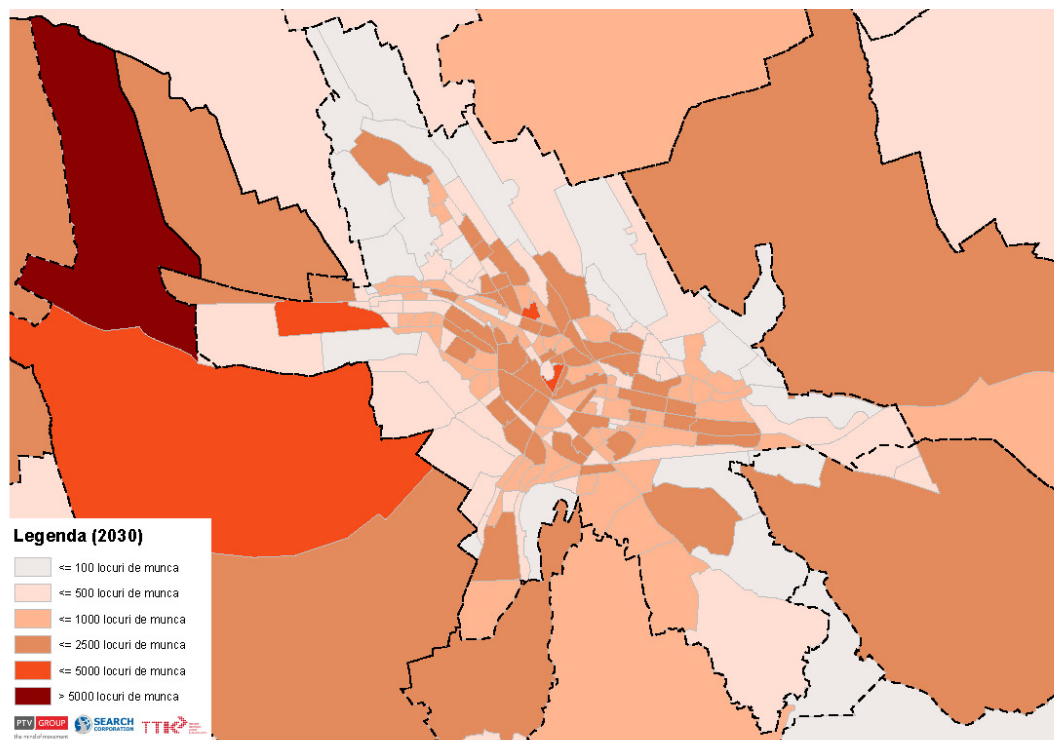 Legenda (2030)
<= 100 locuri de munca
<= 500 locuri de munca
<= 1000 locuri de munca
<= 2500 locuri de munca
<= 5000 locuri de munca
> 5000 locuri de munca
PTV GROUP
the mind of movement
SEARCH
CORPORATION
TTK